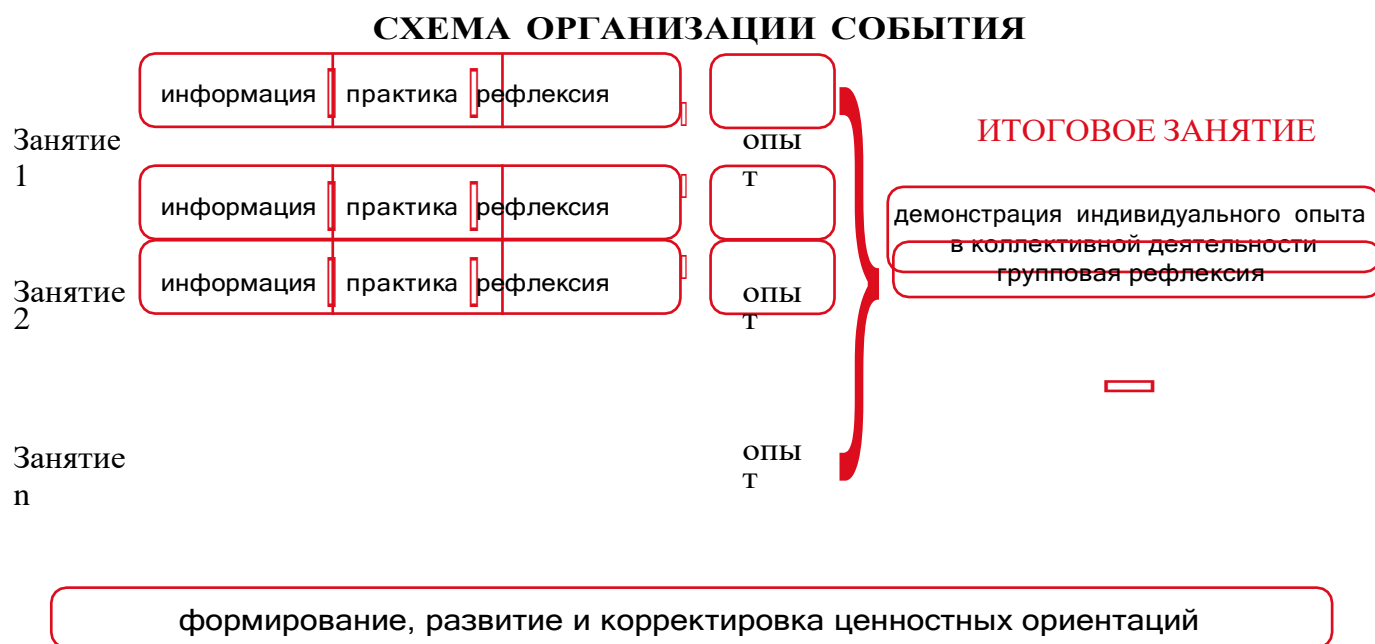 СХЕМА ОРГАНИЗАЦИИ СОБЫТИЯ
информация практика рефлексия
Занятие
1
опы
т
информация практика рефлексия
информация практика рефлексия
Занятие
2
опы
т
Занятие
n
опы
т
ИТОГОВОЕ ЗАНЯТИЕ
демонстрация индивидуального опыта
в коллективной деятельности
групповая рефлексия
формирование, развитие и корректировка ценностных ориентаций